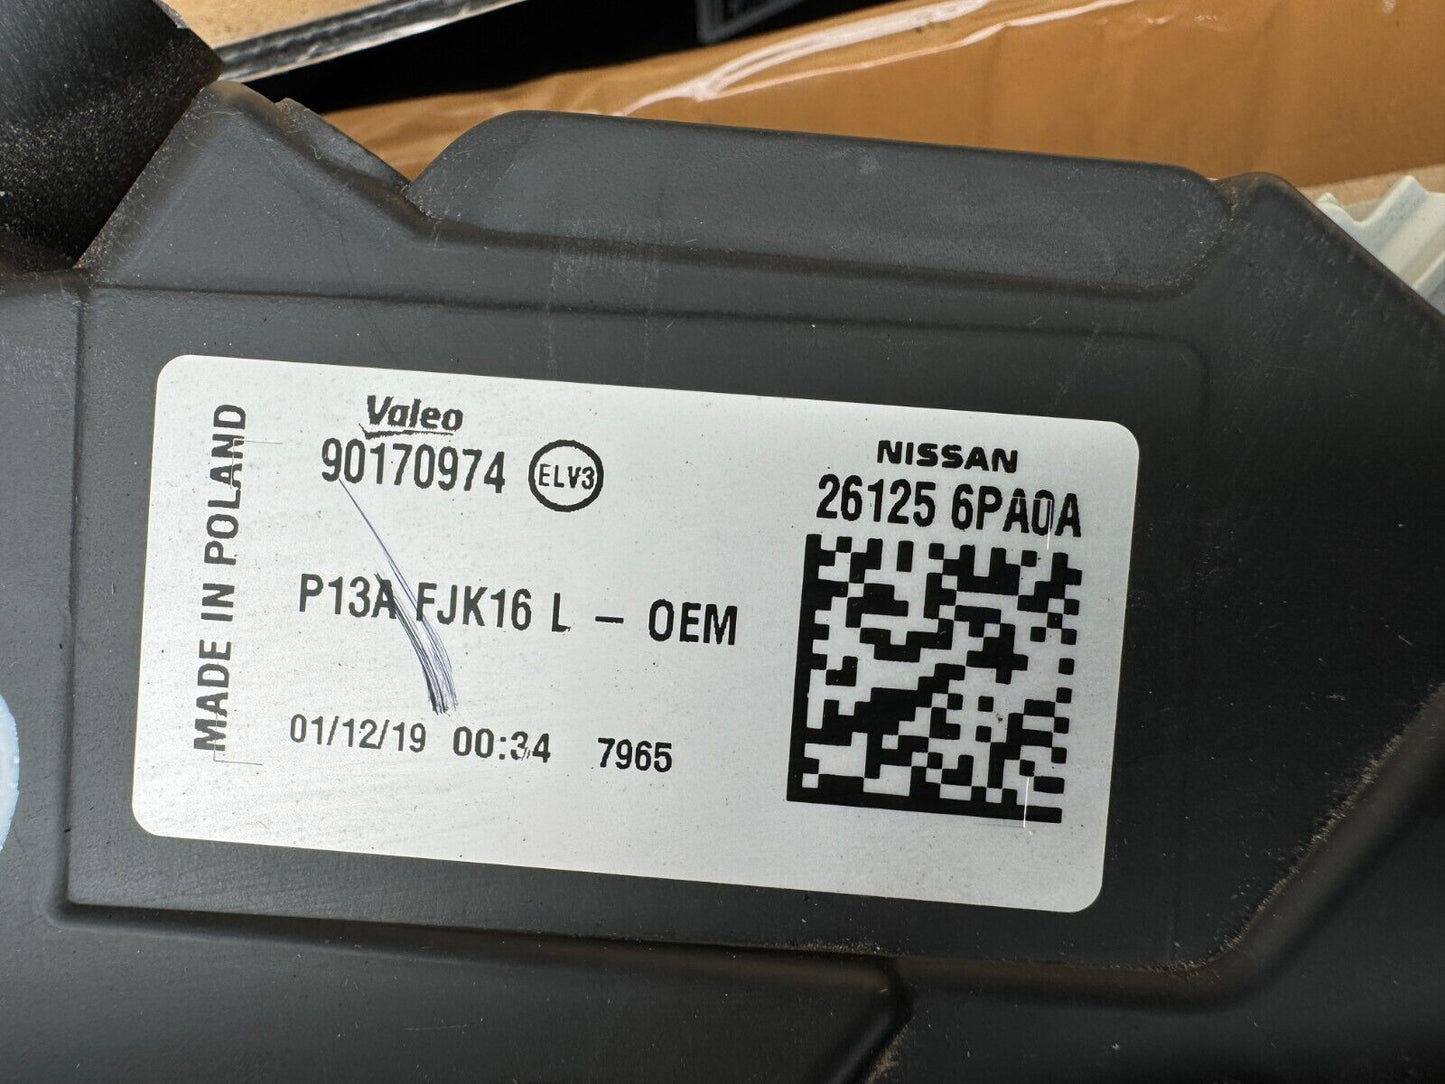 MADE IN POLAND
Valeo
90170974 ELV3
P13A FJK16 L – OEM
01/12/19 00:34 7965
NISSAN
26125 6PA0A